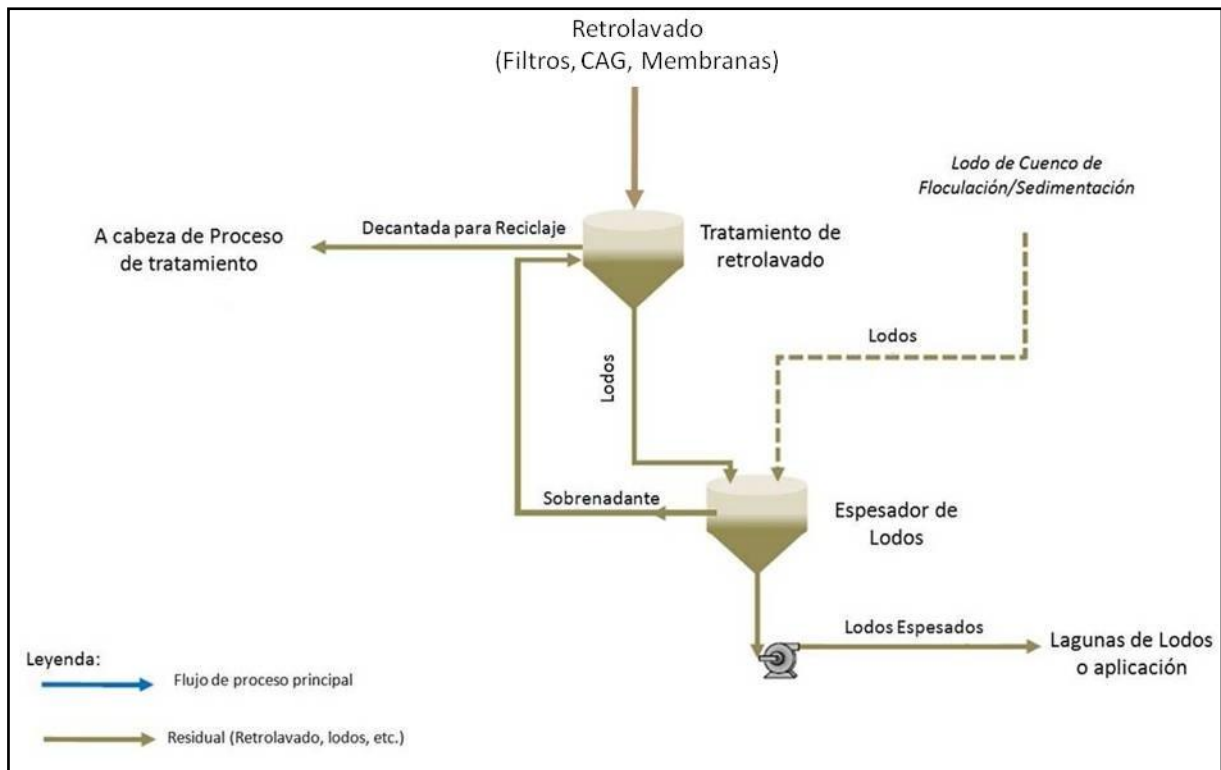 Retrolavado
(Filtros, CAG, Membranas)
Lodo de Cuenco de
Floculación/Sedimentación
Decantada para Reciclaje
A cabeza de Proceso
de tratamiento
Tratamiento de
retrolavado
Lodos
Lodos
Sobrenadante
Espesador de
Lodos
Lodos Espesados
Lagunas de Lodos
o aplicación
Leyenda:
Flujo de proceso principal
Residual (Retrolavado, lodos, etc.)